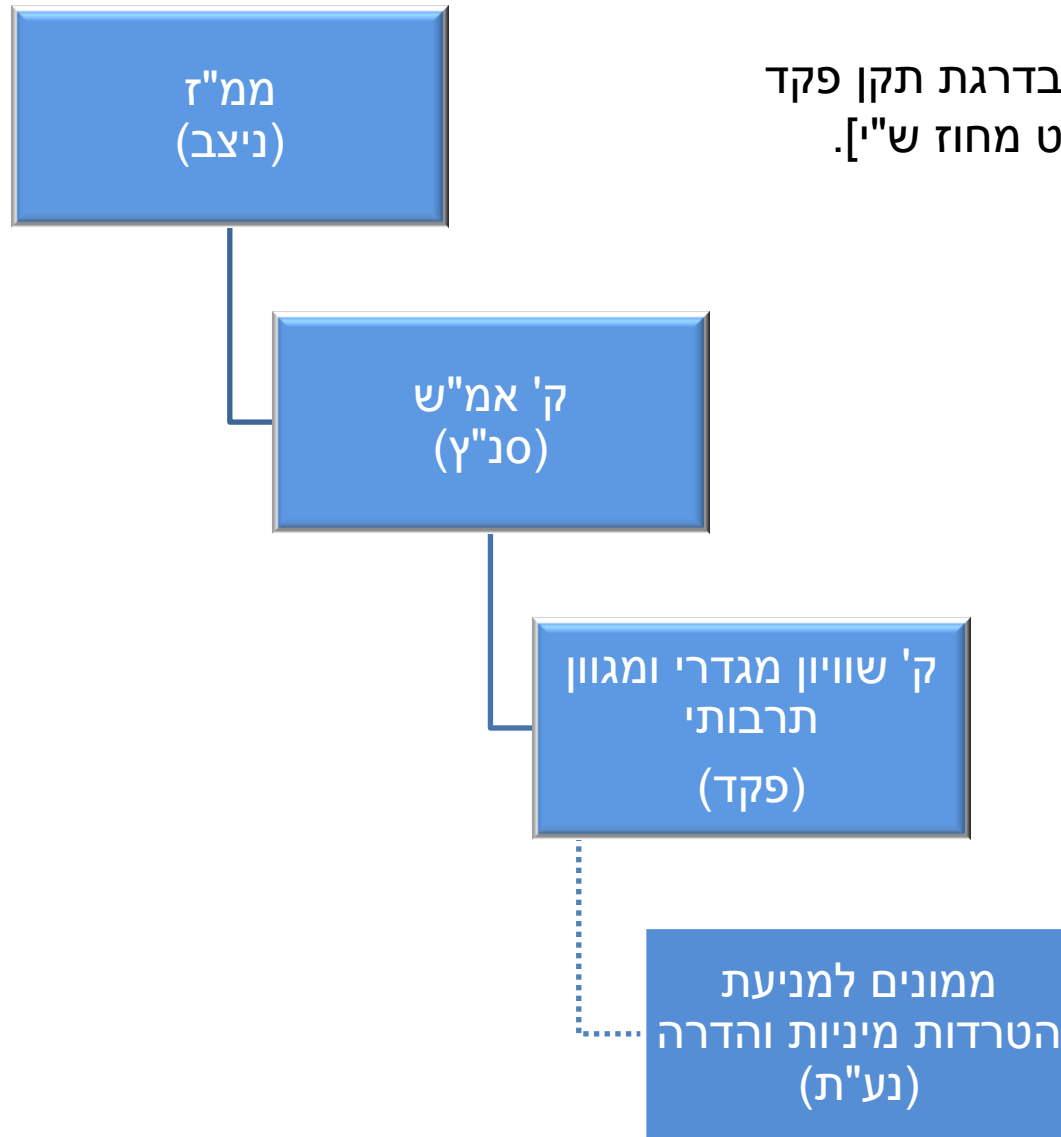 בדרגת תקן פקד
ט מחוז ש"י].
ממ"ז
(ניצב)
ק' אמ"ש
(סנ"ץ)
ק' שוויון מגדרי ומגוון
תרבותי
(פקד)
ממונים למניעת
הטרדות מיניות והדרה
(נע"ת)